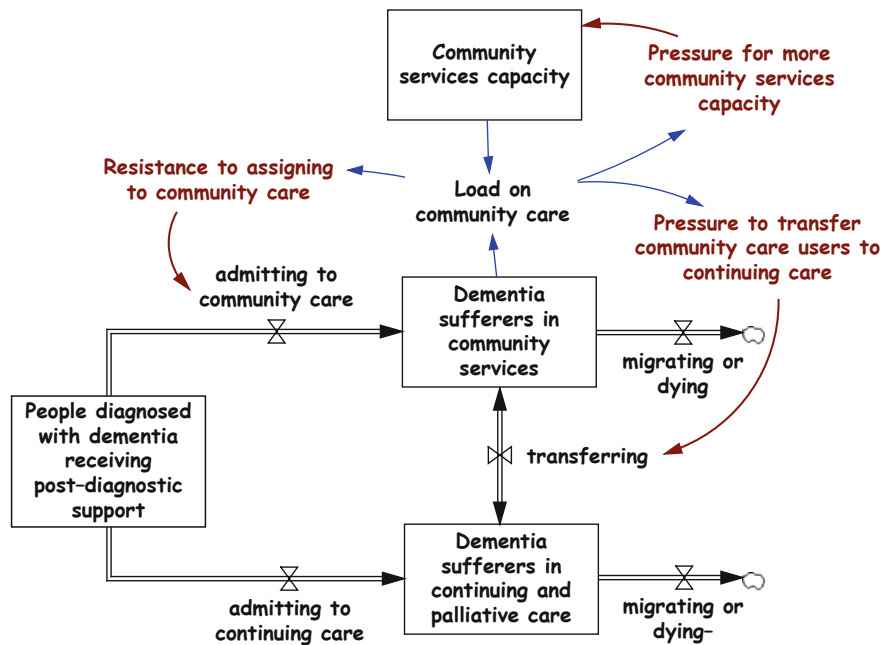 Community
services capacity
Pressure for more
community services
capacity
Resistance to assigning
to community care
Load on
community care
Pressure to transfer
community care users to
continuing care
admitting to
community care
Dementia
sufferers in
community
services
migrating or
dying
People diagnosed
with dementia
receiving
post-diagnostic
support
transferring
Dementia
sufferers in
continuing and
palliative care
admitting to
continuing care
migrating or
dying-